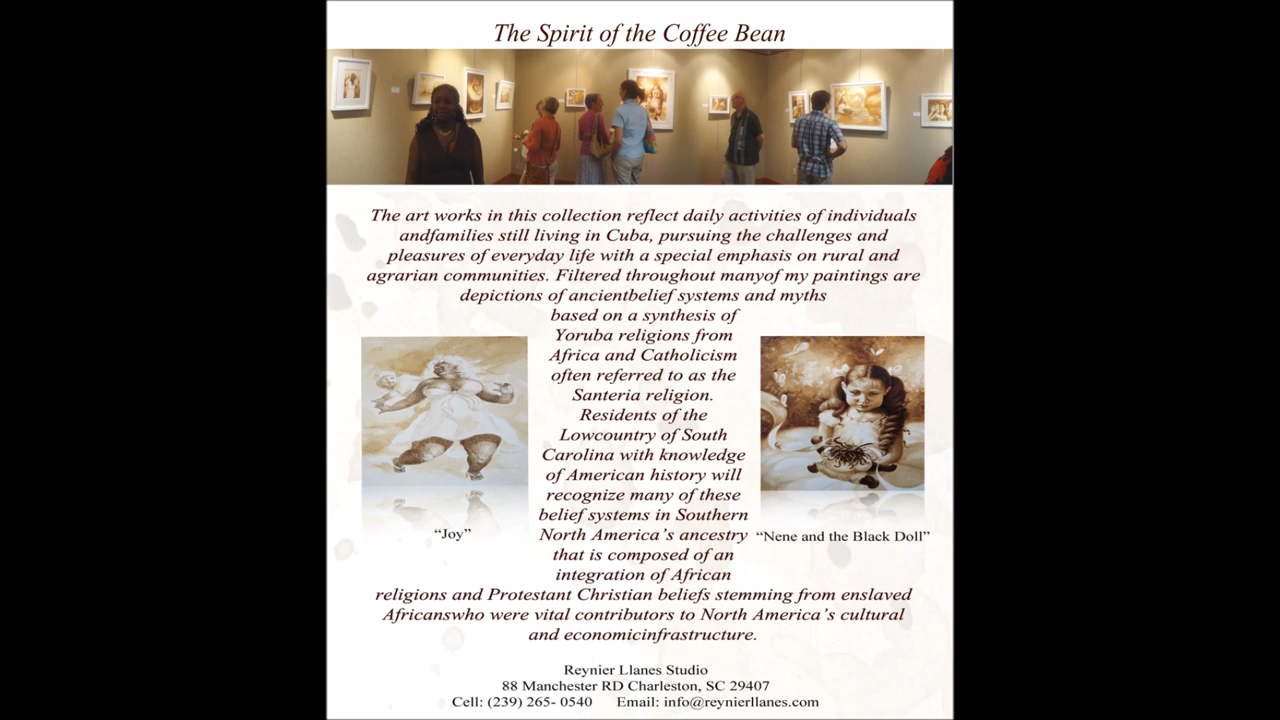 The Spirit of the Coffee Bean
The art works in this collection reflect daily activities of individuals
andfamilies still living in Cuba, pursuing the challenges and
pleasures of everyday life with a special emphasis on rural and
agrarian communities. Filtered throughout manyof my paintings are
depictions of ancientbelief systems and myths
based on a synthesis of
Yoruba religions from
Africa and Catholicism
often referred to as the
Santeria religion.
Residents of the
Lowcountry of South
Carolina with knowledge
of American history will
recognize many of these
belief systems in Southern
North America’s ancestry
that is composed of an
integration of African
religions and Protestant Christian beliefs stemming from enslaved
Africanswho were vital contributors to North America’s cultural
and economicinfrastructure.
“Joy”
“Nene and the Black Doll”
Reynier Llanes Studio
88 Manchester RD Charleston, SC 29407
Cell: (239) 265- 0540 Email: info@reynierllanes.com